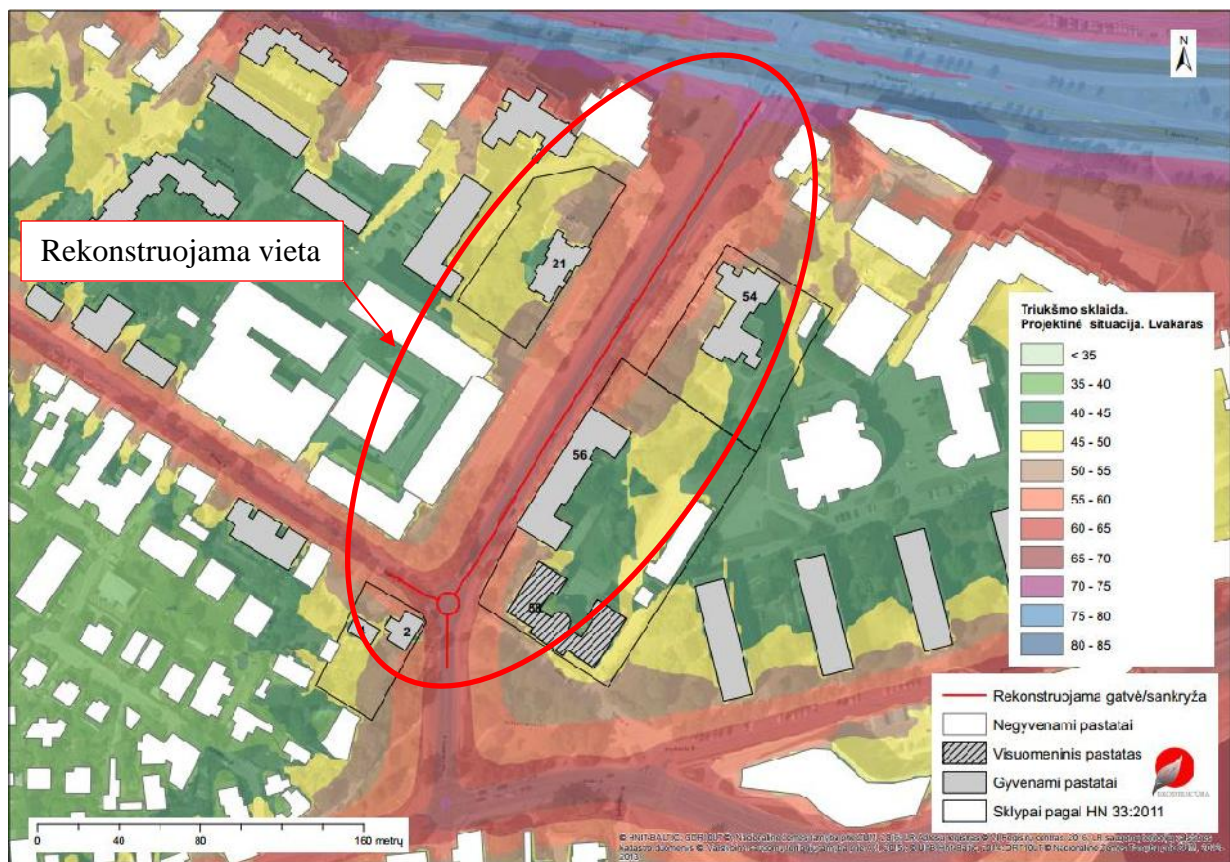 N
Rekonstruojama vieta
21
54
56
58
2
Triukšmo sklaida.
Projektinė situacija. Lvakaras
< 35
35 - 40
40 - 45
45 - 50
50 - 55
55 - 60
60 - 65
65 - 70
70 - 75
75 - 80
80 - 85
Rekonstruojama gatvė/sankryža
Negyvenami pastatai
Visuomeninis pastatas
Gyvenami pastatai
Sklypai pagal HN 33:2011
0 40 80 160 metrų
2013